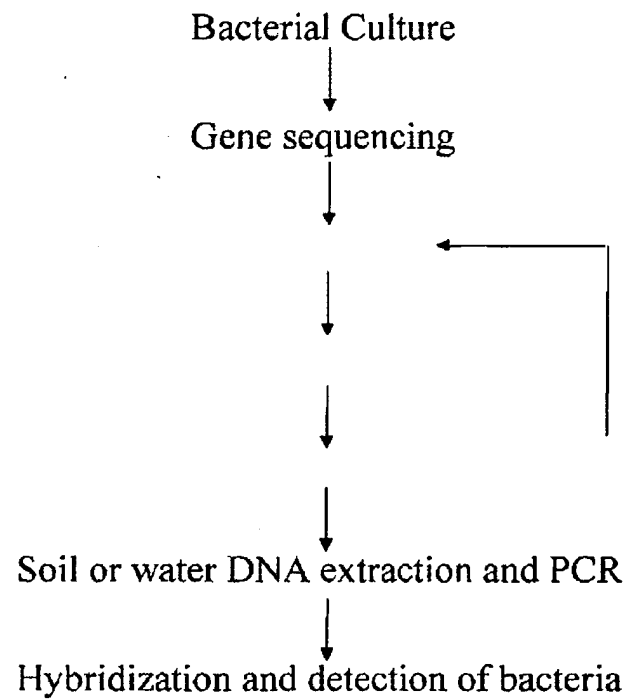 Bacterial Culture
Gene sequencing
Soil or water DNA extraction and PCR
Hybridization and detection of bacteria